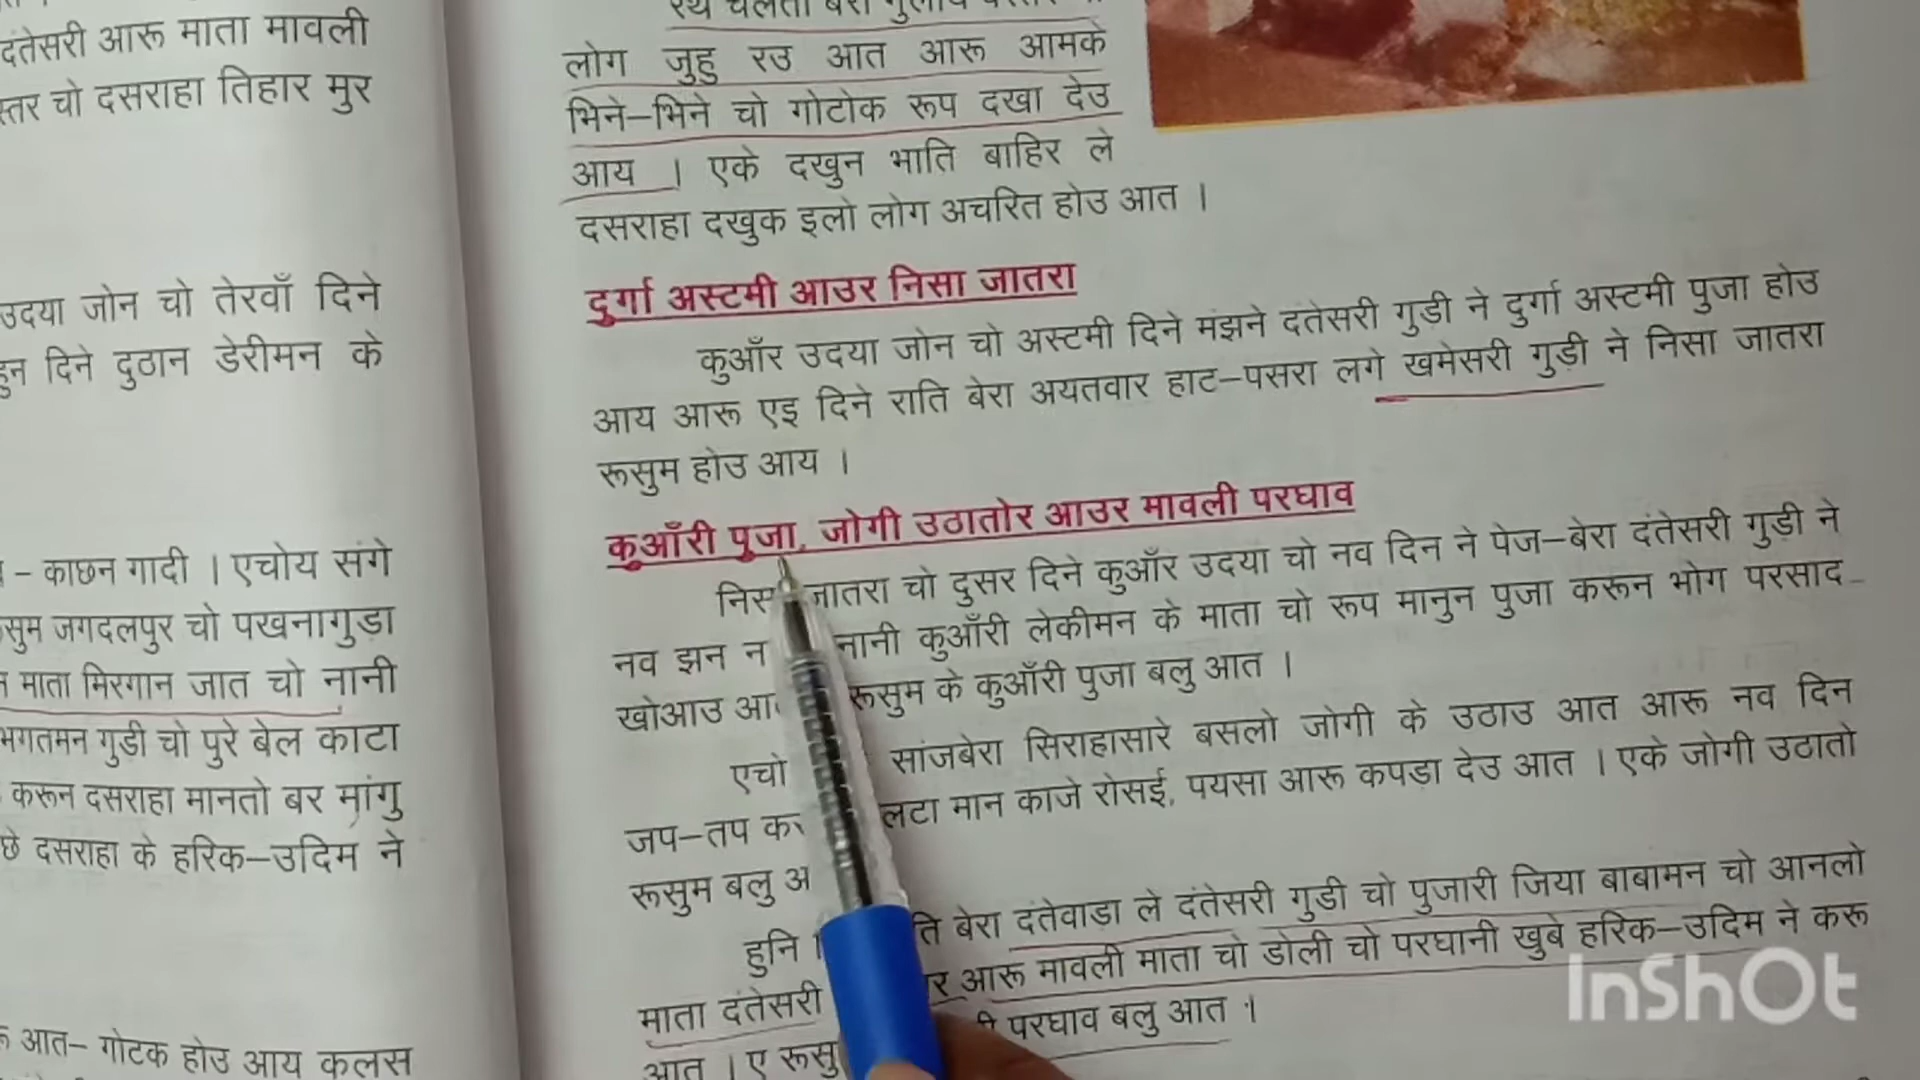 दंतेसरी आरू माता मावली
चो दसराहा तिहार मुर
उदया जोन चो तेरवाँ दिने
दिने दुठान डेरीमन के
– काछन गादी । एचोय संगे
जगदलपुर चो पखनागुडा
माता मिरगान जात चो नानी
भगतमन गुडी चो पुरे बेल काटा
करून दसराहा मानतो बर मांगु
दसराहा के हरिक–उदिम ने
आत– गोटक होउ आय कलस
लोग जुहु रउ आत आरू आमके
भिने–भिने चो गोटोक रूप दखा देउ
आय । एके दखुन भाति बाहिर ले
दसराहा दखुक इलो लोग अचरित होउ आत ।
दुर्गा अस्टमी आउर निसा जातरा
कुआँर उदया जोन चो अस्टमी दिने मंझने दतेसरी गुडी ने दुर्गा अस्टमी पुजा होउ
आय आरू एइ दिने राति बेरा अयतवार हाट–पसरा लगे खमेसरी गुडी ने निसा जातरा
रूसुम होउ आय ।
कुआँरी पुजा, जोगी उठातोर आउर मावली परघाव
जातरा चो दुसर दिने कुआँर उदया चो नव दिन ने पेज–बेरा दंतेसरी गुडी ने
नव झन नानी कुआँरी लेकीमन के माता चो रूप मानुन पुजा करून भोग परसाद
खोआउ रूसुम के कुआँरी पुजा बलु आत ।
एचो सांजबेरा सिराहासारे बसलो जोगी के उठाउ आत आरू नव दिन
जप–तप मान काजे रोसई, पयसा आरू कपड़ा देउ आत । एके जोगी उठातो
रूसुम बलु
हुनि बेरा दतेवाडा ले दंतेसरी गुडी चो पुजारी जिया बाबामन चो आनलो
माता दंतेसरी आरू मावली माता चो डोली चो परघानी खुबे हरिक–उदिम ने करू
आत । ए परघाव बलु आत ।
InShOt